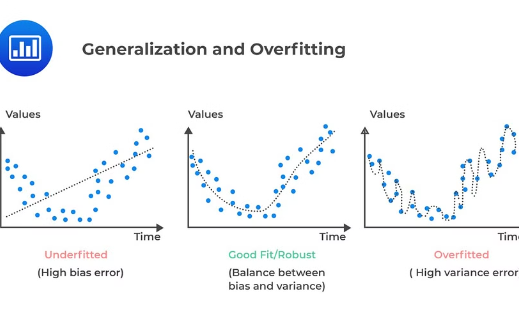 Generalization and Overfitting
Values
Values
Values
Time
Time
Time
Underfitted
Good Fit/Robust
Overfitted
(High bias error)
(Balance between
bias and variance)
( High variance error